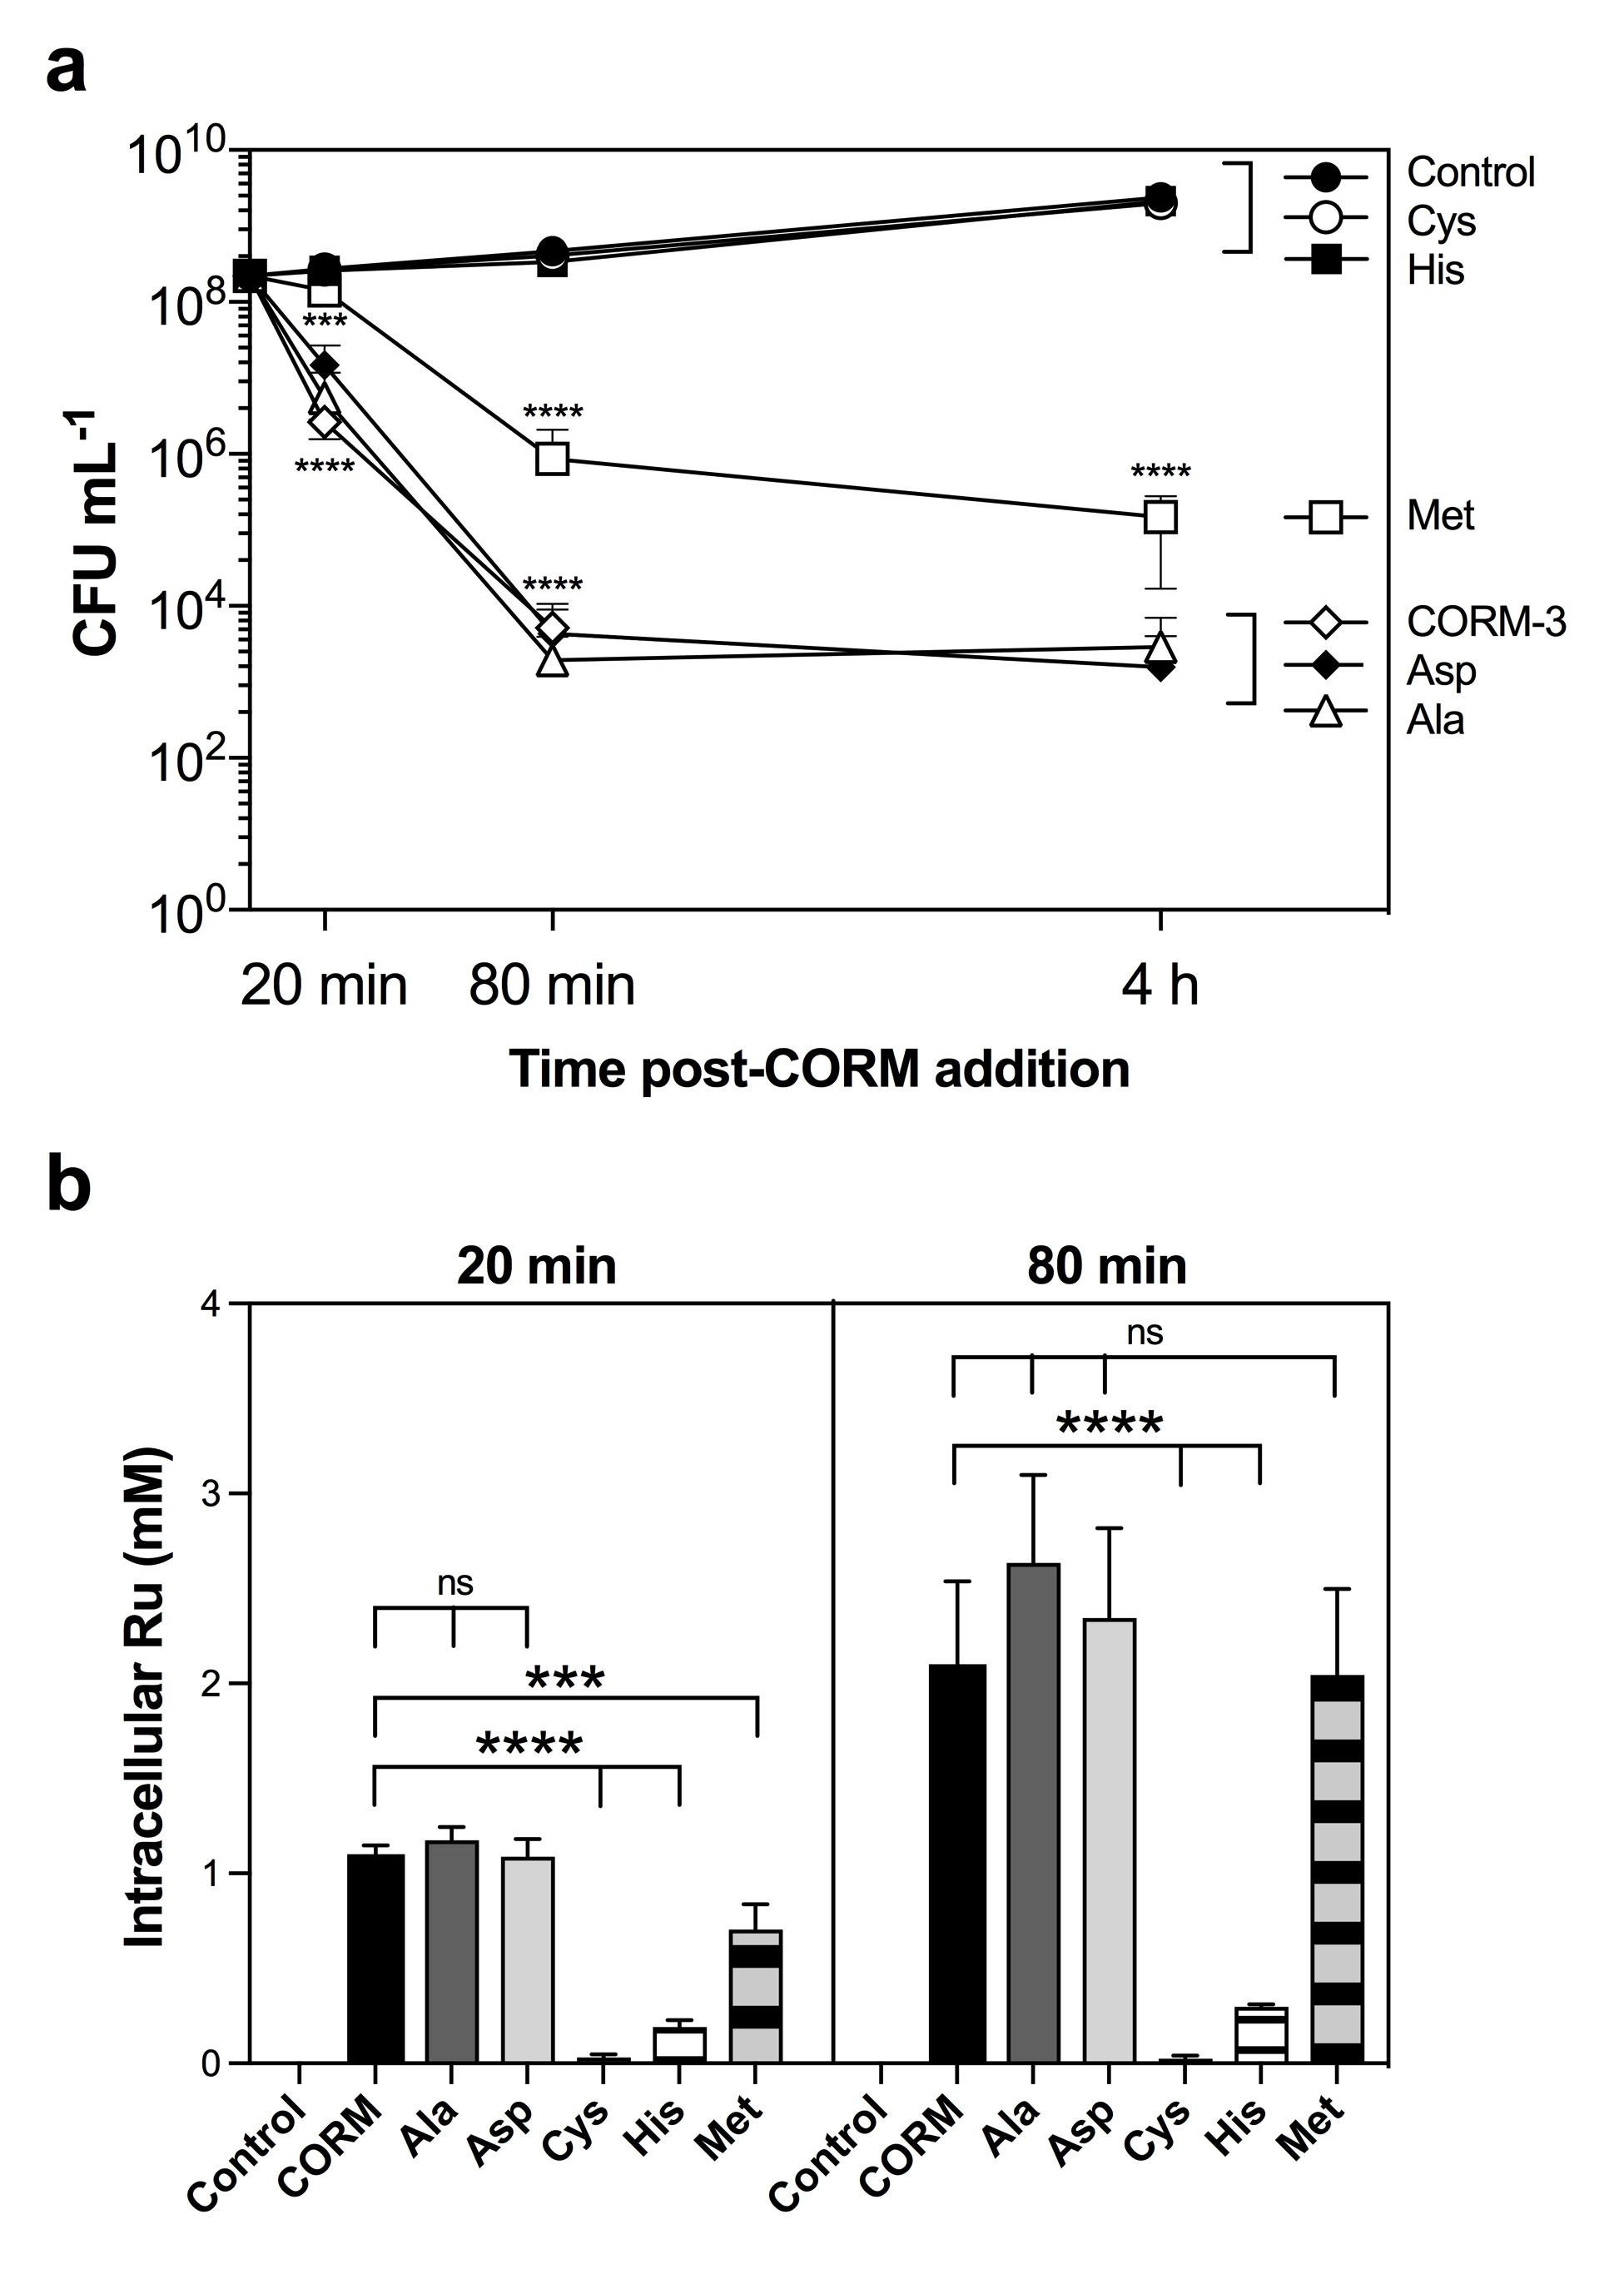 a
10^10
10^8
10^6
10^4
10^2
10^0
CFU mL^-1
***
****
****
****
****
Control
Cys
His
Met
CORM-3
Asp
Ala
20 min 80 min 4 h
Time post-CORM addition
b
20 min 80 min
4
3
2
1
0
Intracellular Ru (mM)
ns
***
****
ns
****
Control CORM Ala Asp Cys His Met Control CORM Ala Asp Cys His Met